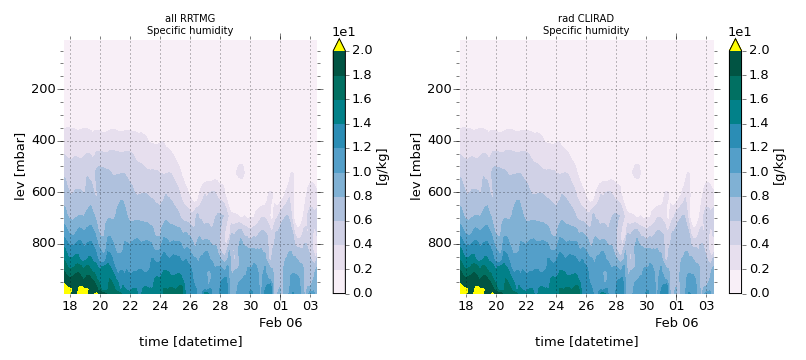 all RRTMG
Specific humidity
1e1
2.0
1.8
1.6
1.4
1.2
1.0
0.8
0.6
0.4
0.2
0.0
[g/kg]
200
400
600
800
lev [mbar]
18 20 22 24 26 28 30 01 03
Feb 06
time [datetime]
rad CLIRAD
Specific humidity
1e1
2.0
1.8
1.6
1.4
1.2
1.0
0.8
0.6
0.4
0.2
0.0
[g/kg]
200
400
600
800
lev [mbar]
18 20 22 24 26 28 30 01 03
Feb 06
time [datetime]